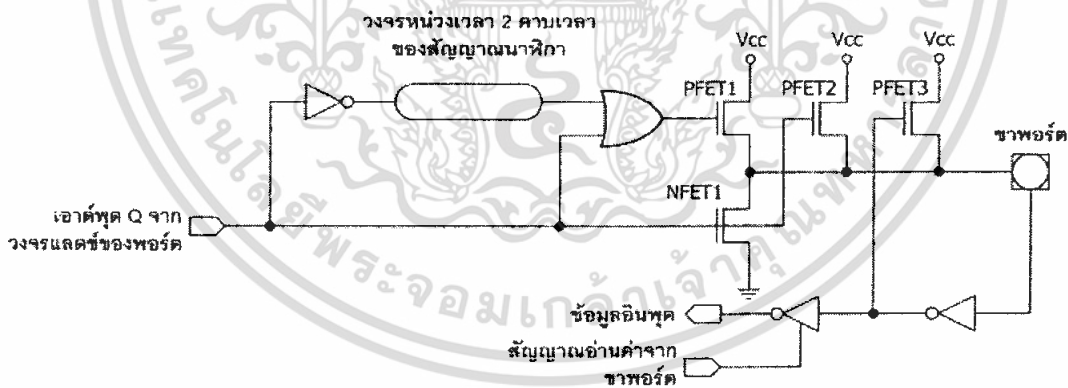 วงจรหน่วงเวลา 2 คาบเวลา
ของสัญญาณนาฬิกา
Vcc
Vcc
Vcc
PFET1
PFET2
PFET3
ขาพอร์ต
NFET1
เอาต์พุต Q จาก
วงจรแลตช์ของพอร์ต
ข้อมูลอินพุต
สัญญาณอ่านค่าจาก
ขาพอร์ต